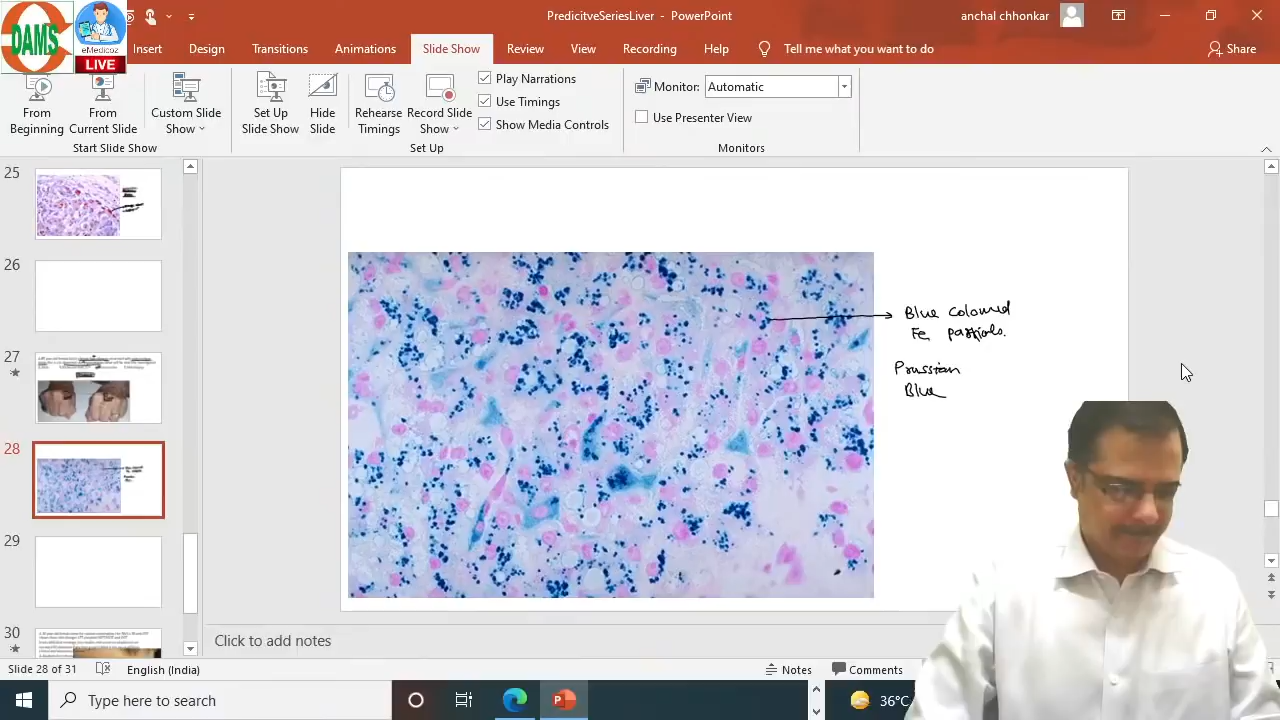 DAMS
eMedicoz
LIVE
PredicitveSeriesLiver - PowerPoint
anchal chhonkar
Insert
Design
Transitions
Animations
Slide Show
Review
View
Recording
Help
Tell me what you want to do
Share
From Beginning
From Current Slide
Custom Slide Show
Set Up Slide Show
Hide Slide
Rehearse Timings
Record Slide Show
Play Narrations
Use Timings
Show Media Controls
Monitor: Automatic
Use Presenter View
Start Slide Show
Set Up
Monitors
25
26
27
28
29
30
Blue coloured
Fe
Prussian
Blue
Click to add notes
Slide 28 of 31
English (India)
Notes
Comments
Type here to search
36°C